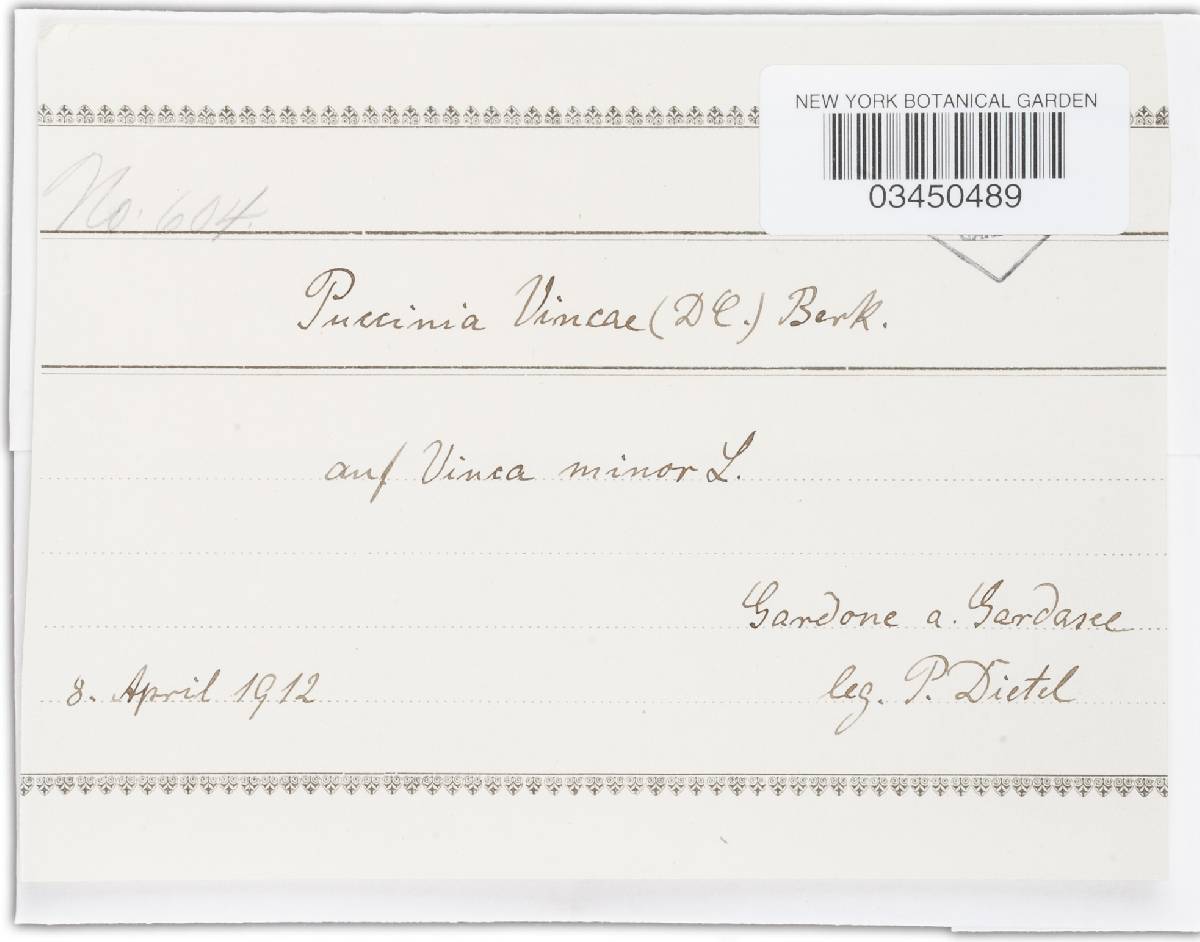 NEW YORK BOTANICAL GARDEN
03450489
No. 604.
Puccinia Vincae (DC.) Berk.
auf Vinca minor L.
Gardone a. Gardasee
8. April 1912
leg. P. Dietel